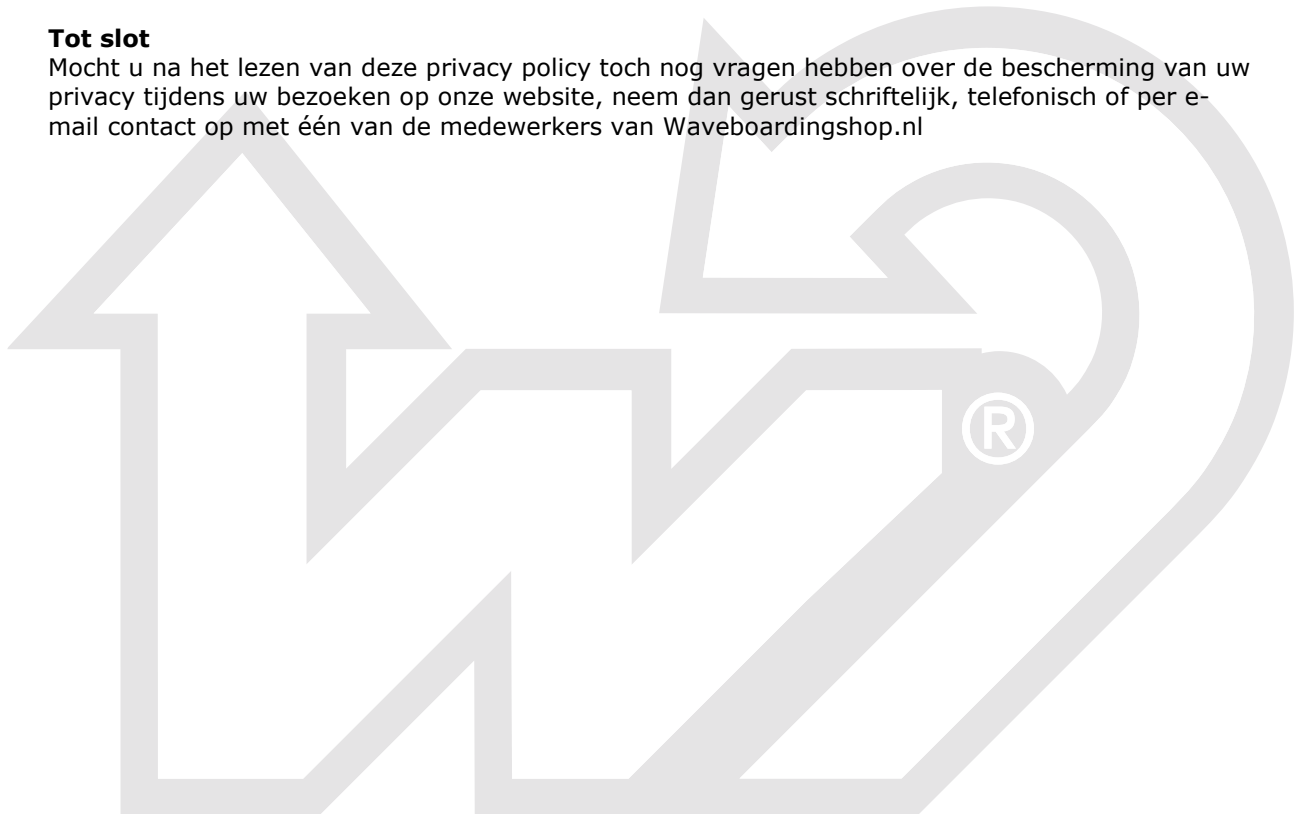 Tot slot
Mocht u na het lezen van deze privacy policy toch nog vragen hebben over de bescherming van uw
privacy tijdens uw bezoeken op onze website, neem dan gerust schriftelijk, telefonisch of per e-
mail contact op met één van de medewerkers van Waveboardingshop.nl
®